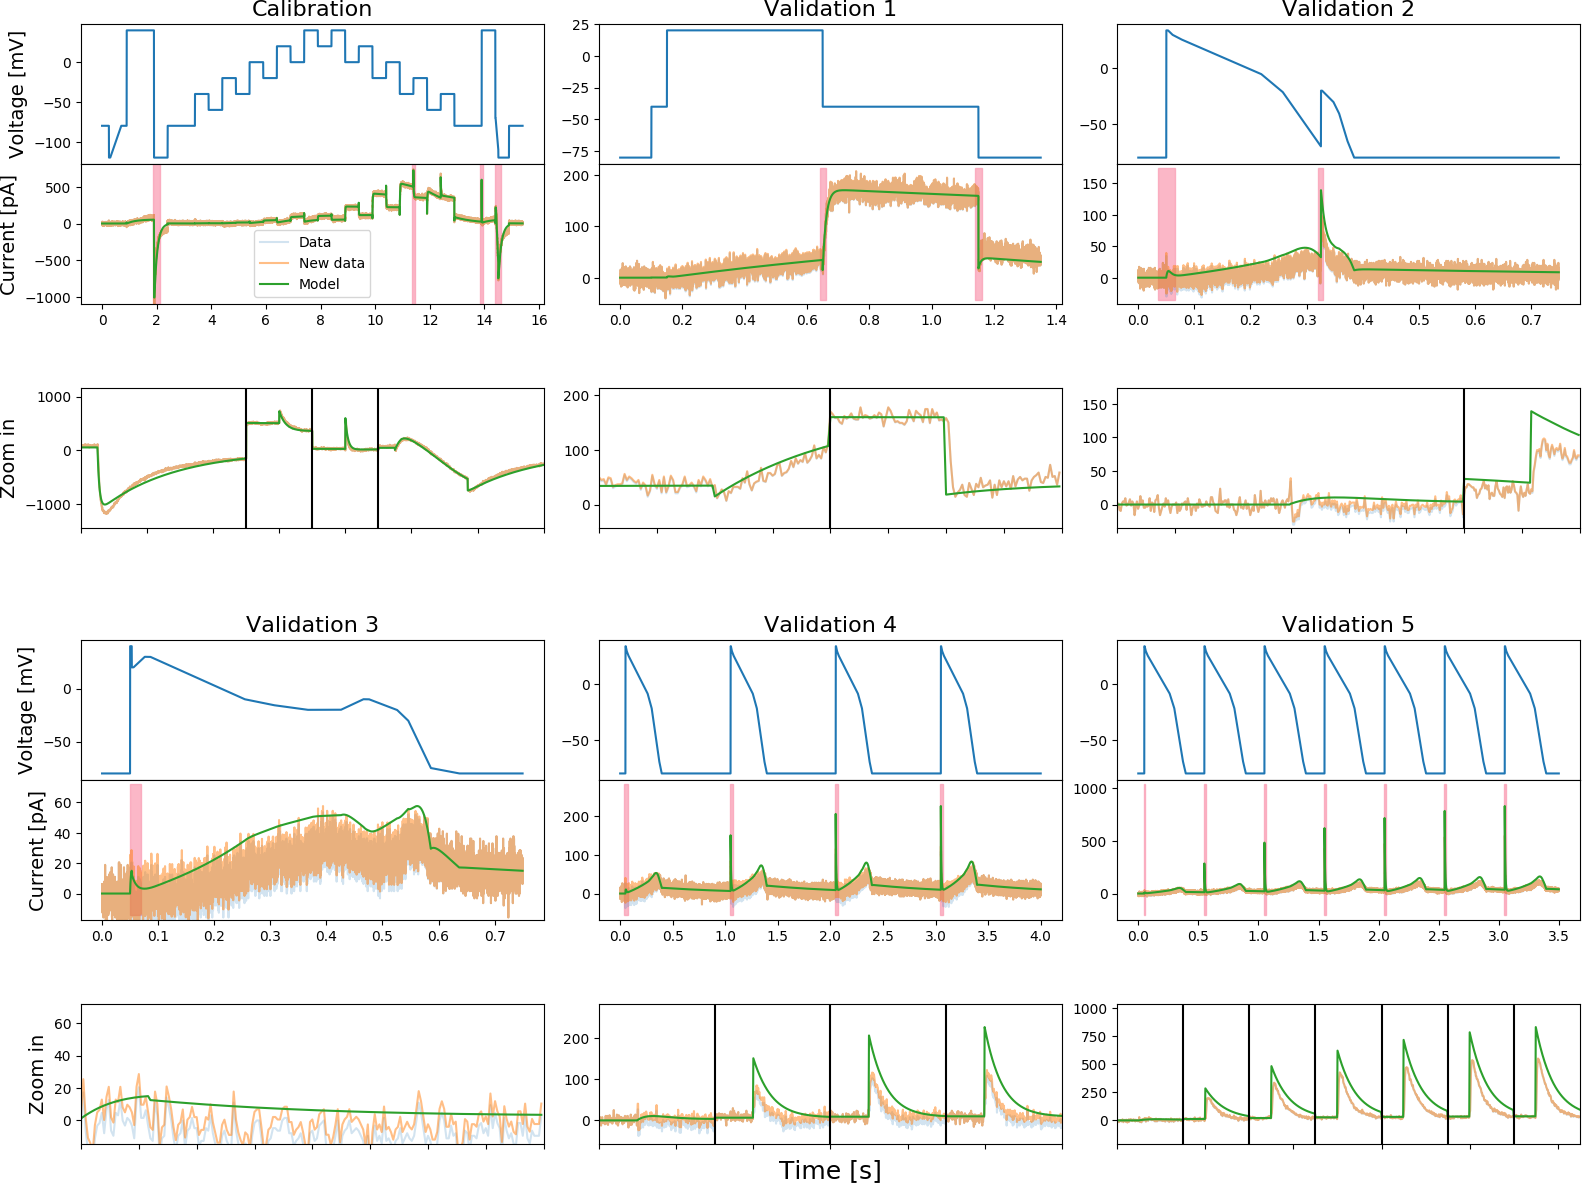 Calibration
Validation 1
Validation 2
Voltage [mV]
0
−50
−100
25
0
−25
−50
−75
0
−50
Current [pA]
500
0
−500
−1000
Data
New data
Model
200
100
0
150
100
50
0
0 2 4 6 8 10 12 14 16
0.0 0.2 0.4 0.6 0.8 1.0 1.2 1.4
0.0 0.1 0.2 0.3 0.4 0.5 0.6 0.7
Zoom in
1000
0
−1000
200
100
0
150
100
50
0
Validation 3
Validation 4
Validation 5
Voltage [mV]
0
−50
0
−50
0
−50
Current [pA]
60
40
20
0
200
100
0
1000
500
0
0.0 0.1 0.2 0.3 0.4 0.5 0.6 0.7
0.0 0.5 1.0 1.5 2.0 2.5 3.0 3.5 4.0
0.0 0.5 1.0 1.5 2.0 2.5 3.0 3.5
Zoom in
60
40
20
0
200
100
0
1000
750
500
250
0
Time [s]